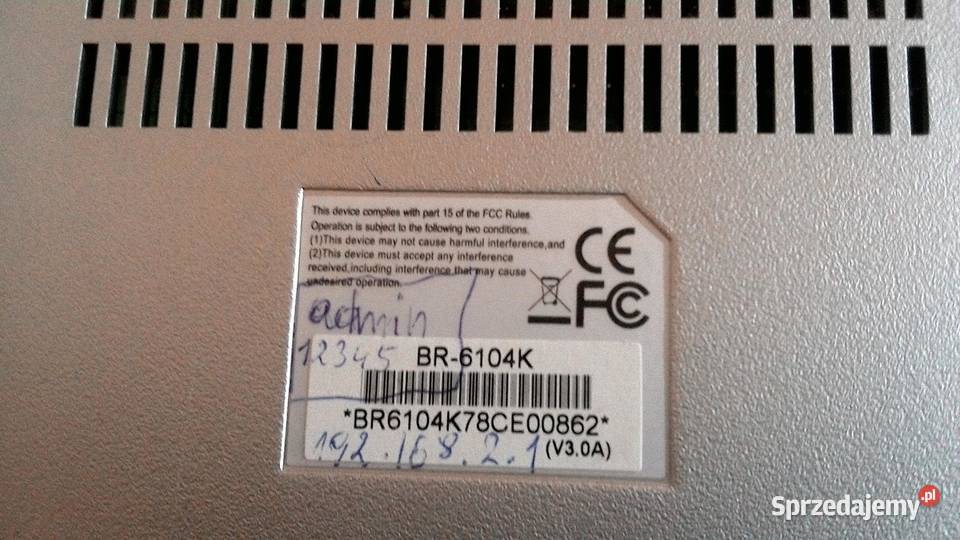 This device complies with part 15 of the FCC Rules.
Operation is subject to the following two conditions.
(1)This device may not cause harmful interference,and
(2)This device must accept any interference
received,including interference that may cause
undesired operation.
CE
FC
admin
12345 BR-6104K
*BR6104K78CE00862*
192.168.2.1 (V3.0A)
Sprzedajemy.pl